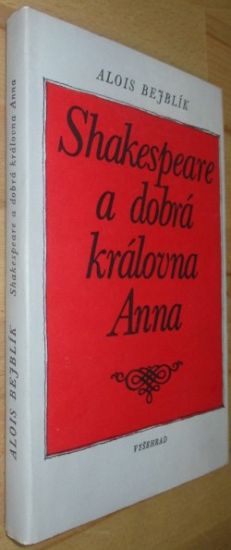 ALOIS BEJBLÍK
Shakespeare
a dobrá
královna
Anna
VYŠEHRAD
ALOIS BEJBLÍK Shakespeare a dobrá královna Anna